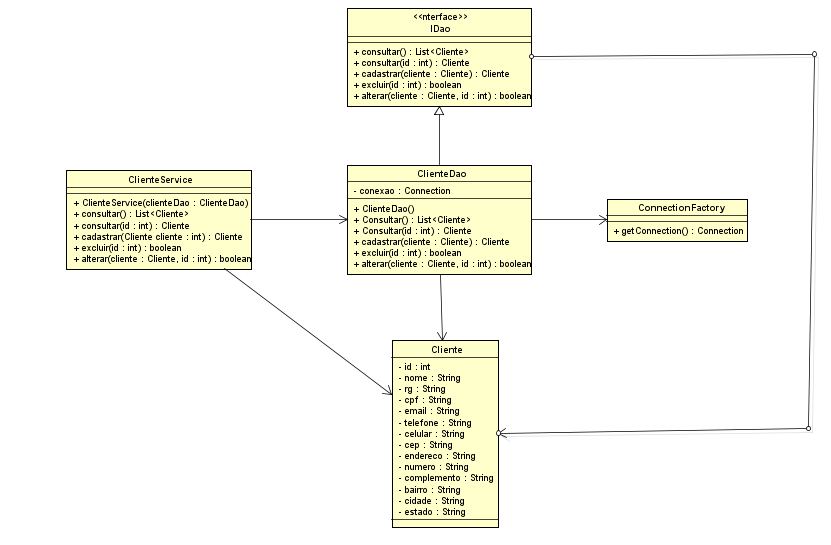 <<nterface>>
IDao
+ consultar() : List<Cliente>
+ consultar(id : int) : Cliente
+ cadastrar(cliente : Cliente) : Cliente
+ excluir(id : int) : boolean
+ alterar(cliente : Cliente, id : int) : boolean
ClienteService
+ ClienteService(clienteDao : ClienteDao)
+ consultar() : List<Cliente>
+ consultar(id : int) : Cliente
+ cadastrar(Cliente cliente : int) : Cliente
+ excluir(id : int) : boolean
+ alterar(cliente : Cliente, id : int) : boolean
ClienteDao
- conexao : Connection
+ ClienteDao()
+ Consultar() : List<Cliente>
+ Consultar(id : int) : Cliente
+ cadastrar(cliente : Cliente) : Cliente
+ excluir(id : int) : boolean
+ alterar(cliente : Cliente, id : int) : boolean
ConnectionFactory
+ getConnection() : Connection
Cliente
- id : int
- nome : String
- rg : String
- cpf : String
- email : String
- telefone : String
- celular : String
- cep : String
- endereco : String
- numero : String
- complemento : String
- bairro : String
- cidade : String
- estado : String